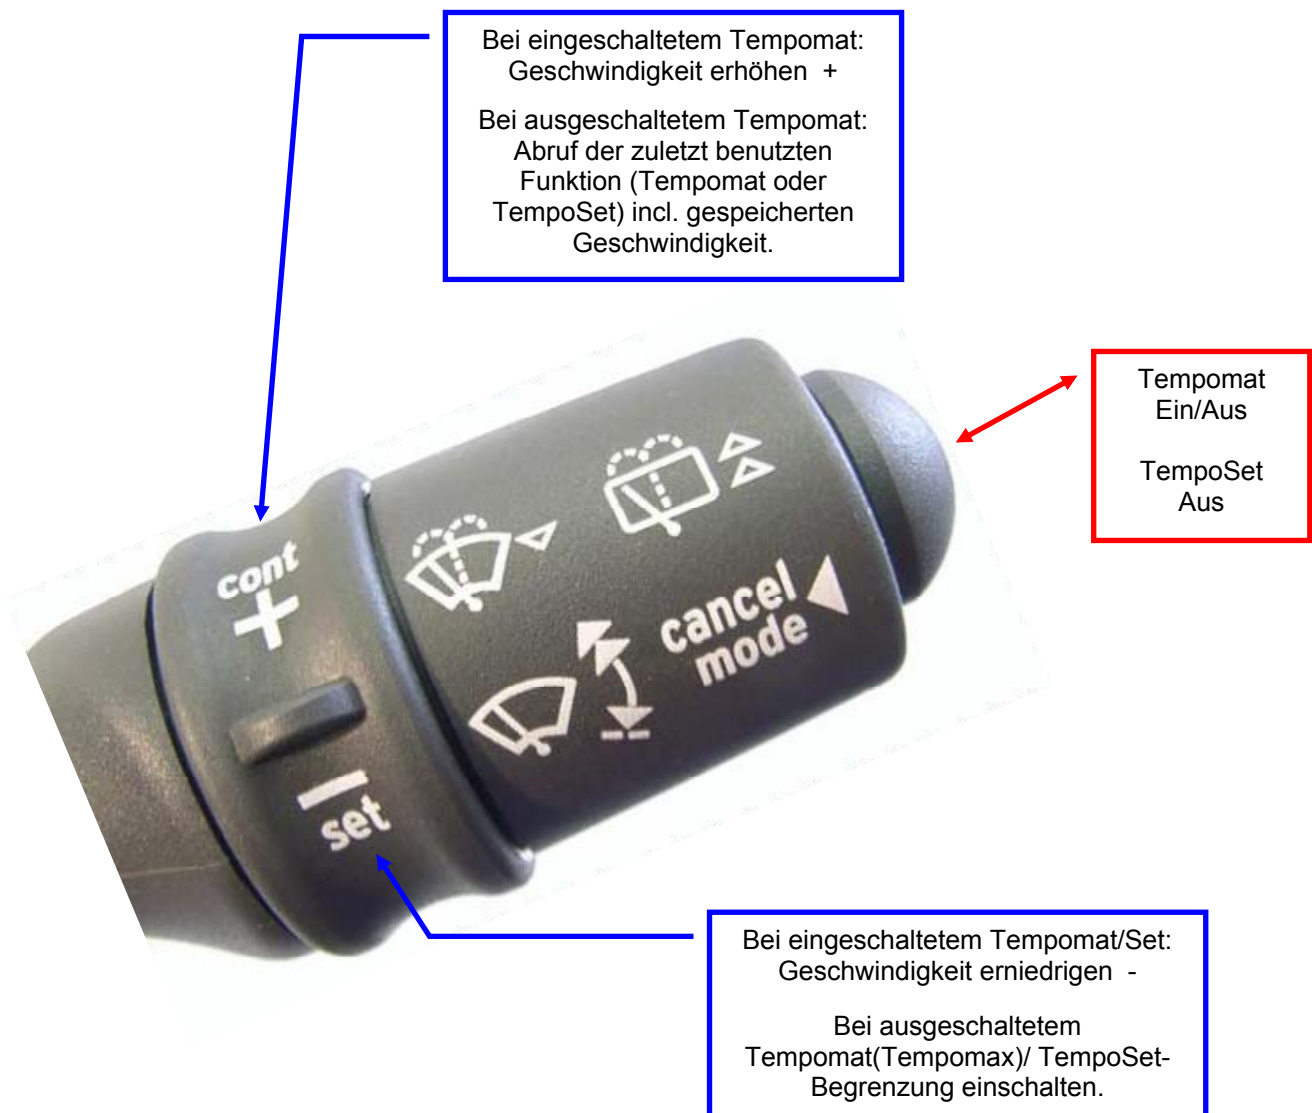 Bei eingeschaltetem Tempomat:
Geschwindigkeit erhöhen +
Bei ausgeschaltetem Tempomat:
Abruf der zuletzt benutzten
Funktion (Tempomat oder
TempoSet) incl. gespeicherten
Geschwindigkeit.
Tempomat
Ein/Aus
TempoSet
Aus
cont
+
cancel
mode
set
Bei eingeschaltetem Tempomat/Set:
Geschwindigkeit erniedrigen -
Bei ausgeschaltetem
Tempomat(Tempomax)/ TempoSet-
Begrenzung einschalten.